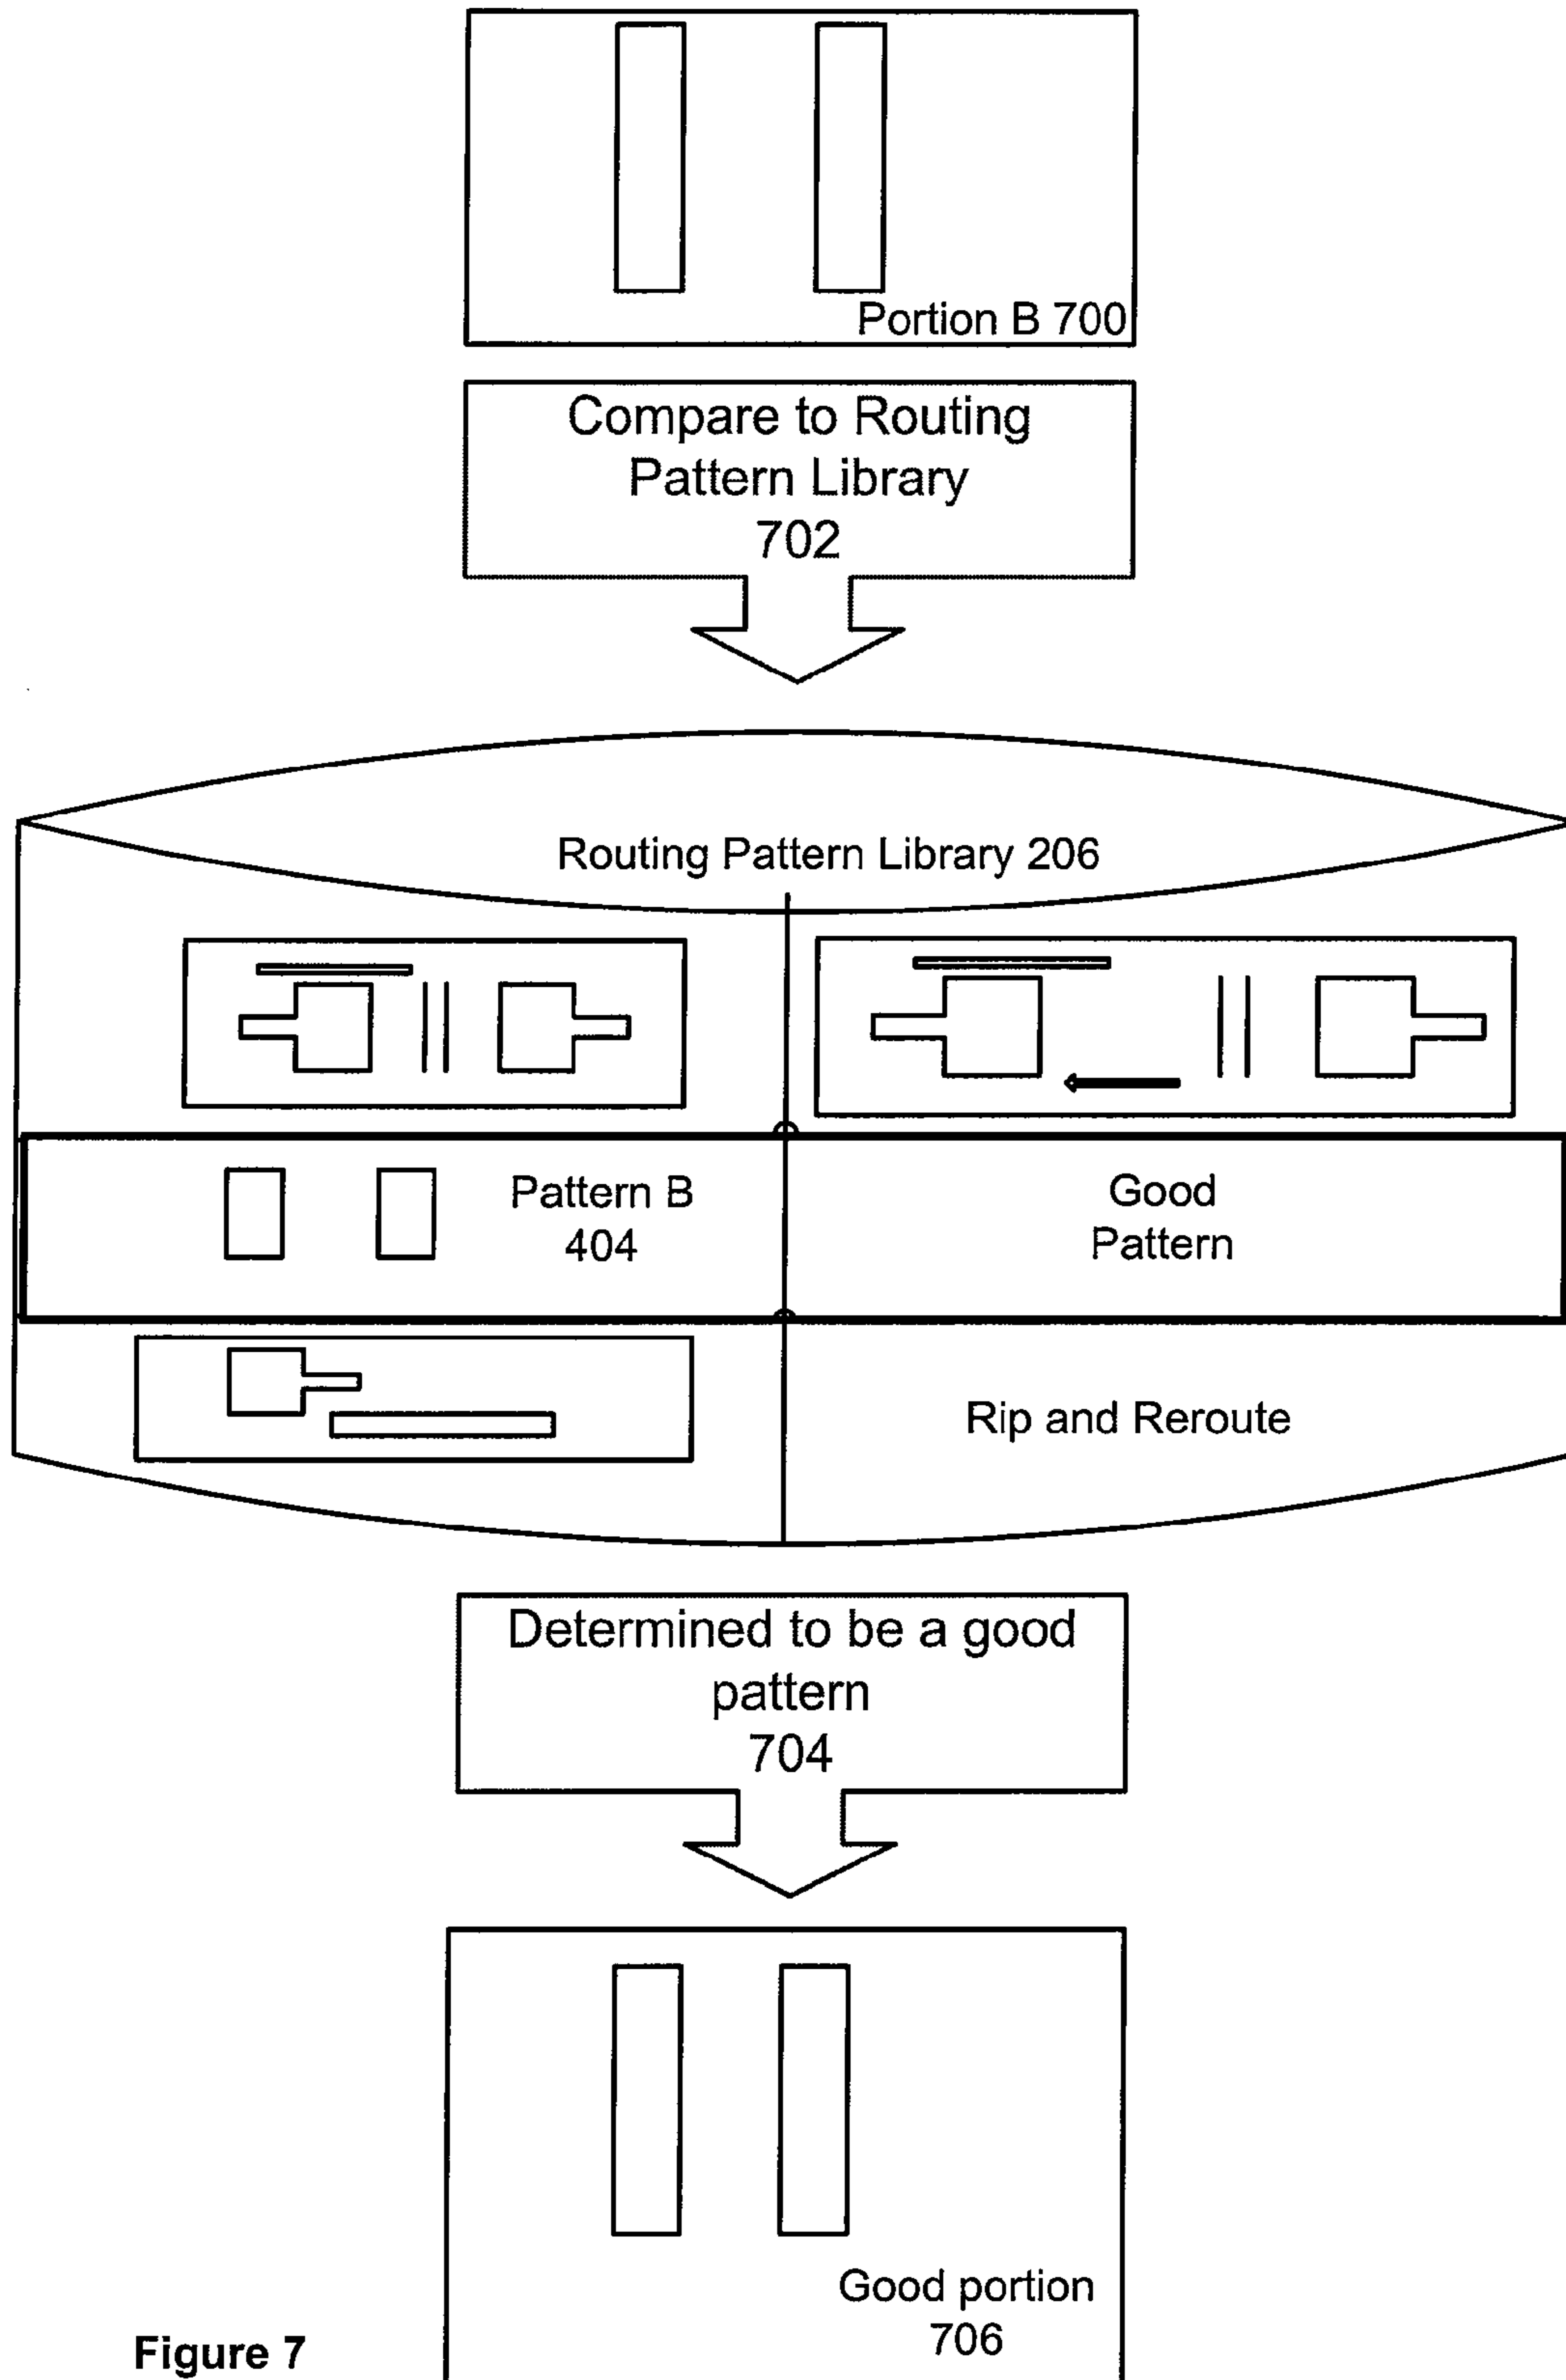 Portion B 700
Compare to Routing
Pattern Library
702
Routing Pattern Library 206
Pattern B
404
Good
Pattern
Rip and Reroute
Determined to be a good
pattern
704
Good portion
706
Figure 7